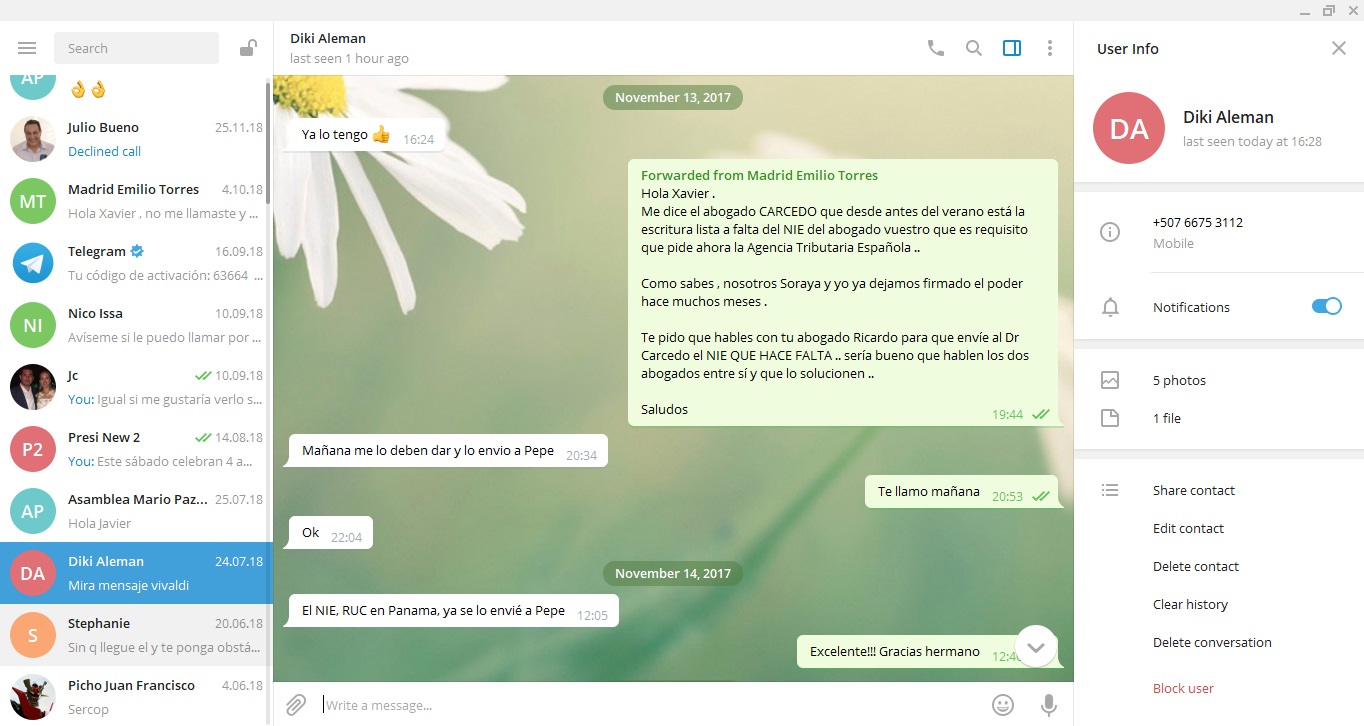 Search
AP
👌👌
Julio Bueno 25.11.18
Declined call
MT
Madrid Emilio Torres 4.10.18
Hola Xavier , no me llamaste y ...
Telegram 16.09.18
Tu código de activación: 63664 ...
NI
Nico Issa 10.09.18
Avíseme si le puedo llamar por ...
Jc 10.09.18
You: Igual si me gustaría verlo s...
P2
Presi New 2 14.08.18
You: Este sábado celebran 4 a...
AP
Asamblea Mario Paz... 25.07.18
Hola Javier
DA
Diki Aleman 24.07.18
Mira mensaje vivaldi
S
Stephanie 20.06.18
Sin q llegue el y te ponga obstá...
Picho Juan Francisco 4.06.18
Sercop
Diki Aleman
last seen 1 hour ago
November 13, 2017
Ya lo tengo 👍 16:24
Forwarded from Madrid Emilio Torres
Hola Xavier .
Me dice el abogado CARCEDO que desde antes del verano está la
escritura lista a falta del NIE del abogado vuestro que es requisito
que pide ahora la Agencia Tributaria Española ..
Como sabes , nosotros Soraya y yo ya dejamos firmado el poder
hace muchos meses .
Te pido que hables con tu abogado Ricardo para que envíe al Dr
Carcedo el NIE QUE HACE FALTA .. sería bueno que hablen los dos
abogados entre sí y que lo solucionen ..
Saludos 19:44
Mañana me lo deben dar y lo envio a Pepe 20:34
Te llamo mañana 20:53
Ok 22:04
November 14, 2017
El NIE, RUC en Panama, ya se lo envié a Pepe 12:05
Excelente!!! Gracias hermano
Write a message...
User Info
DA
Diki Aleman
last seen today at 16:28
+507 6675 3112
Mobile
Notifications
5 photos
1 file
Share contact
Edit contact
Delete contact
Clear history
Delete conversation
Block user